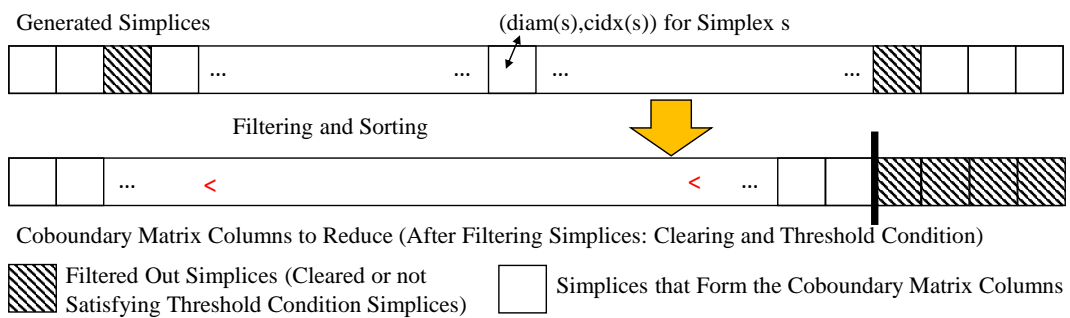 Generated Simplices
(diam(s),cidx(s)) for Simplex s
... ... ... ...
Filtering and Sorting
... < < ...
Coboundary Matrix Columns to Reduce (After Filtering Simplices: Clearing and Threshold Condition)
Filtered Out Simplices (Cleared or not
Satisfying Threshold Condition Simplices)
Simplices that Form the Coboundary Matrix Columns